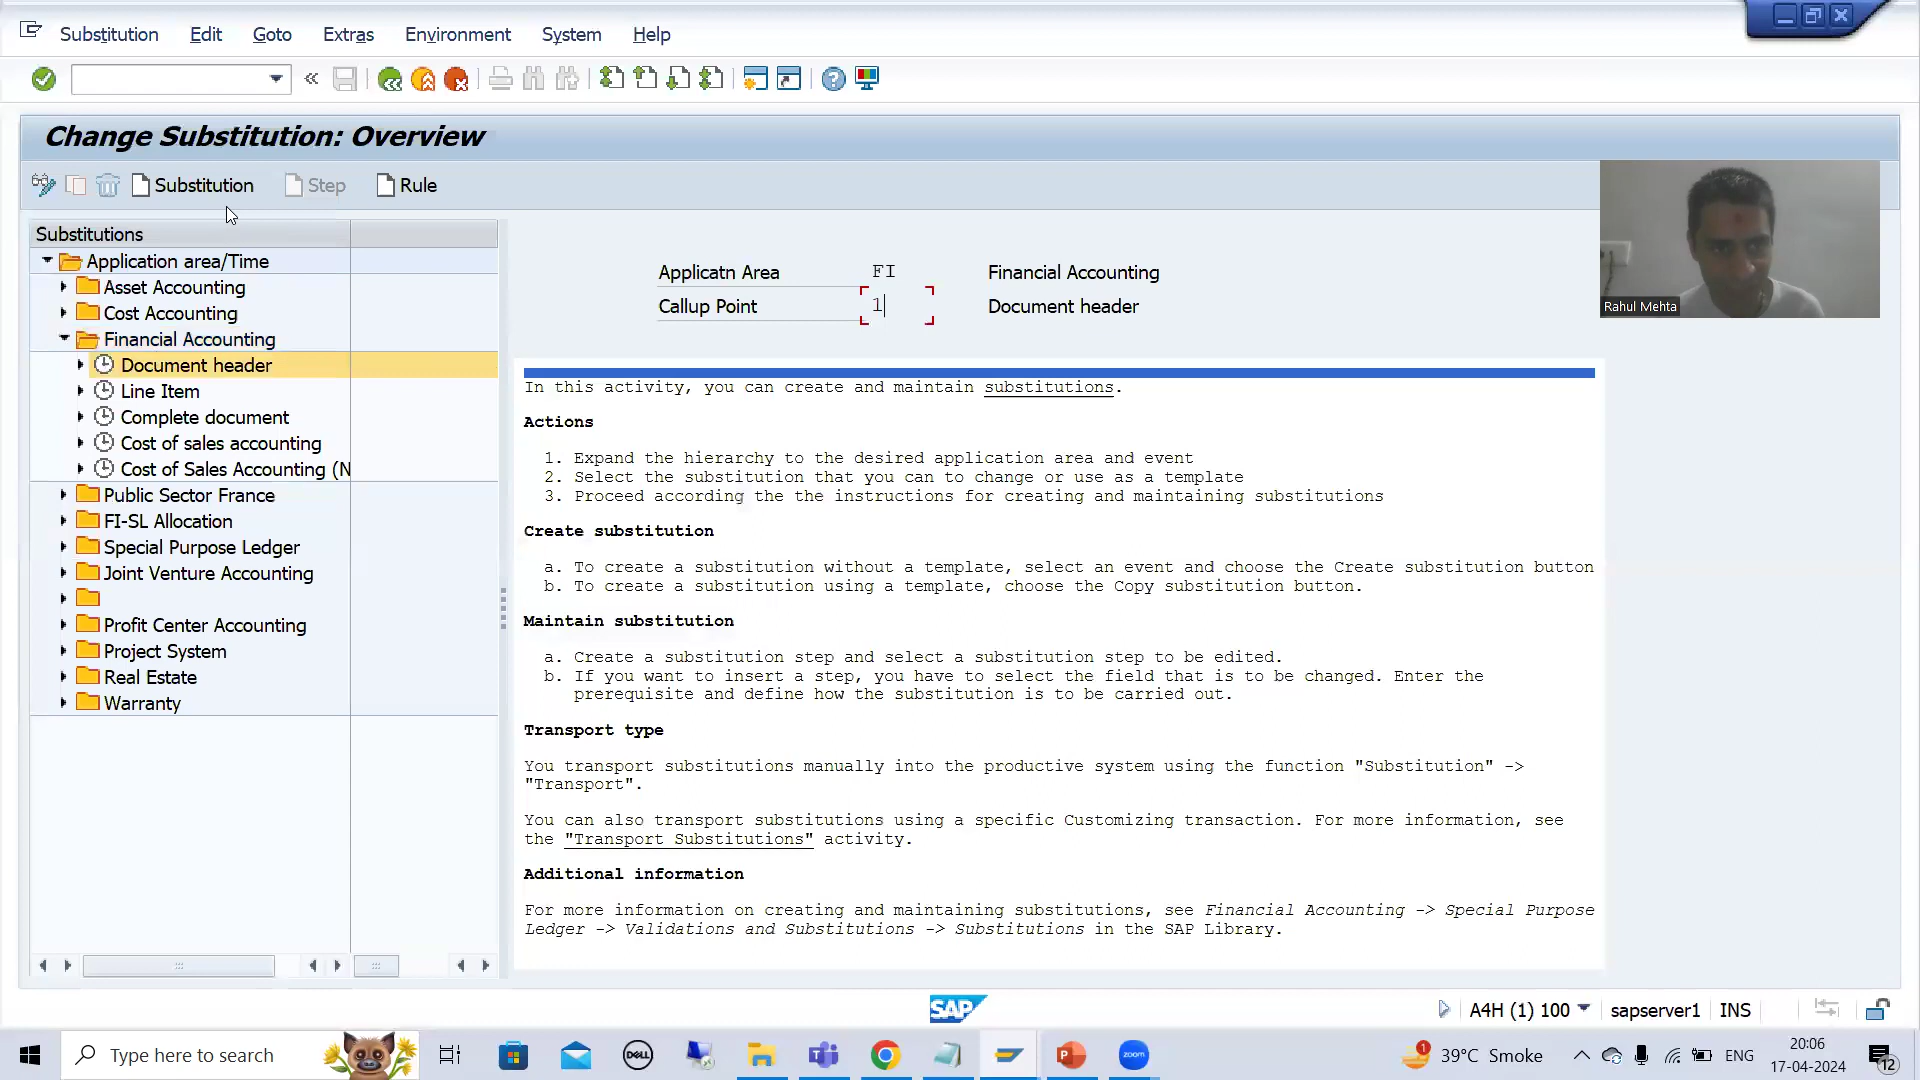 Substitution Edit Goto Extras Environment System Help
Change Substitution: Overview
Substitution Step Rule
Substitutions
Application area/Time
Asset Accounting
Cost Accounting
Financial Accounting
Document header
Line Item
Complete document
Cost of sales accounting
Cost of Sales Accounting (N
Public Sector France
FI-SL Allocation
Special Purpose Ledger
Joint Venture Accounting
Profit Center Accounting
Project System
Real Estate
Warranty
Applicatn Area FI Financial Accounting
Callup Point 1 Document header
In this activity, you can create and maintain substitutions.
Actions
1. Expand the hierarchy to the desired application area and event
2. Select the substitution that you can to change or use as a template
3. Proceed according the the instructions for creating and maintaining substitutions
Create substitution
a. To create a substitution without a template, select an event and choose the Create substitution button
b. To create a substitution using a template, choose the Copy substitution button.
Maintain substitution
a. Create a substitution step and select a substitution step to be edited.
b. If you want to insert a step, you have to select the field that is to be changed. Enter the
prerequisite and define how the substitution is to be carried out.
Transport type
You transport substitutions manually into the productive system using the function "Substitution" ->
"Transport".
You can also transport substitutions using a specific Customizing transaction. For more information, see
the "Transport Substitutions" activity.
Additional information
For more information on creating and maintaining substitutions, see Financial Accounting -> Special Purpose
Ledger -> Validations and Substitutions -> Substitutions in the SAP Library.
Rahul Mehta
SAP
A4H (1) 100 sapserver1 INS
Type here to search
DELL
zoom
1
39°C Smoke
ENG
20:06
17-04-2024
12